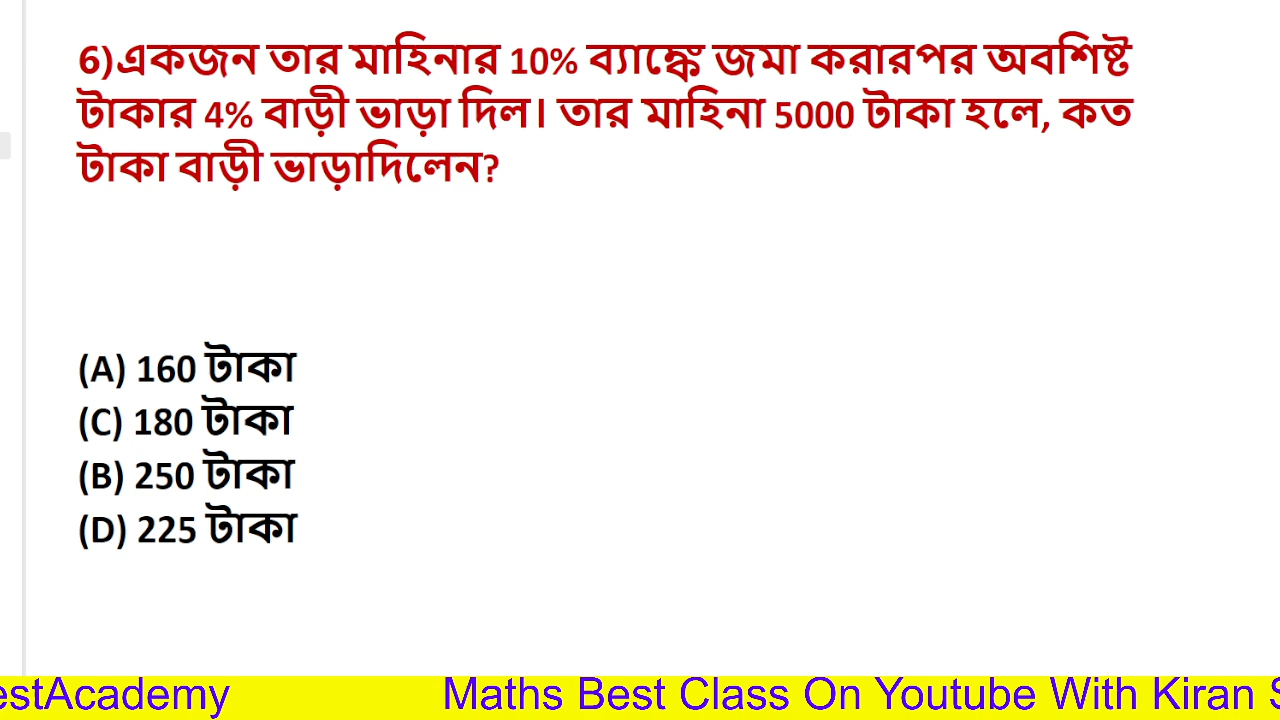 6)একজন তার মাহিনার 10% ব্যাঙ্কে জমা করারপর অবশিষ্ট
টাকার 4% বাড়ী ভাড়া দিল। তার মাহিনা 5000 টাকা হলে, কত
টাকা বাড়ী ভাড়াদিলেন?
(A) 160 টাকা
(C) 180 টাকা
(B) 250 টাকা
(D) 225 টাকা
estAcademy Maths Best Class On Youtube With Kiran S